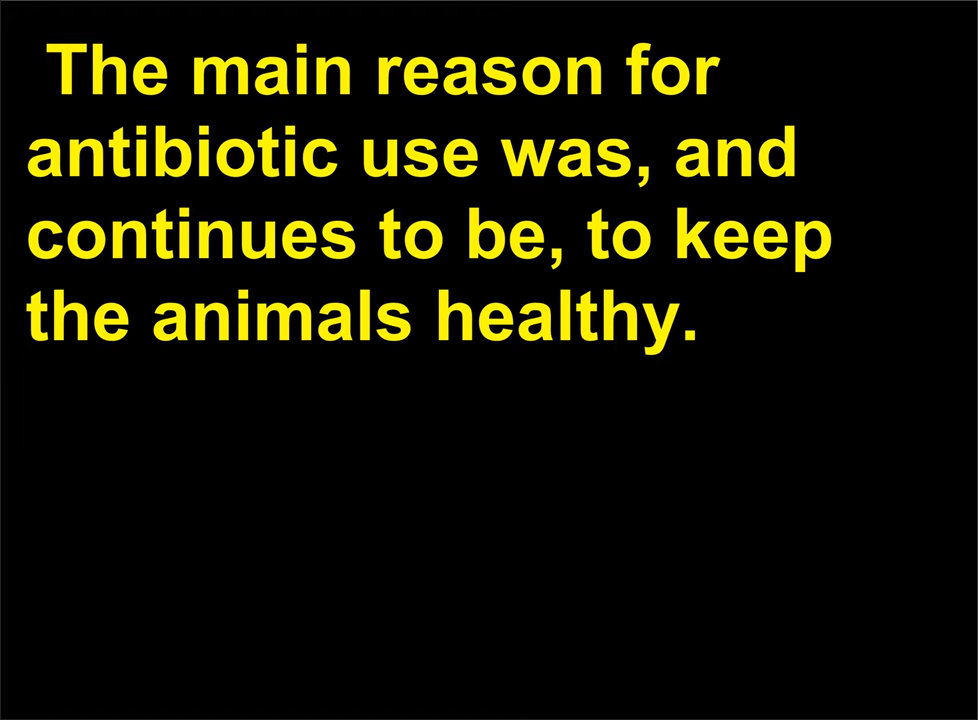 The main reason for
antibiotic use was, and
continues to be, to keep
the animals healthy.